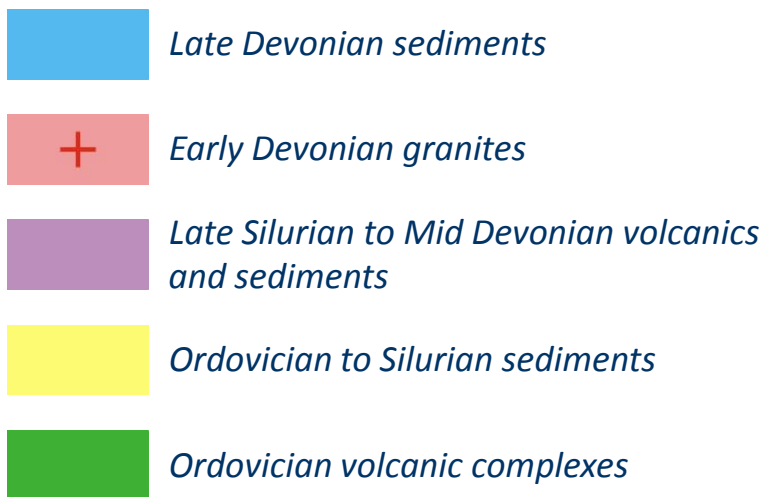 Late Devonian sediments
Early Devonian granites
Late Silurian to Mid Devonian volcanics
and sediments
Ordovician to Silurian sediments
Ordovician volcanic complexes